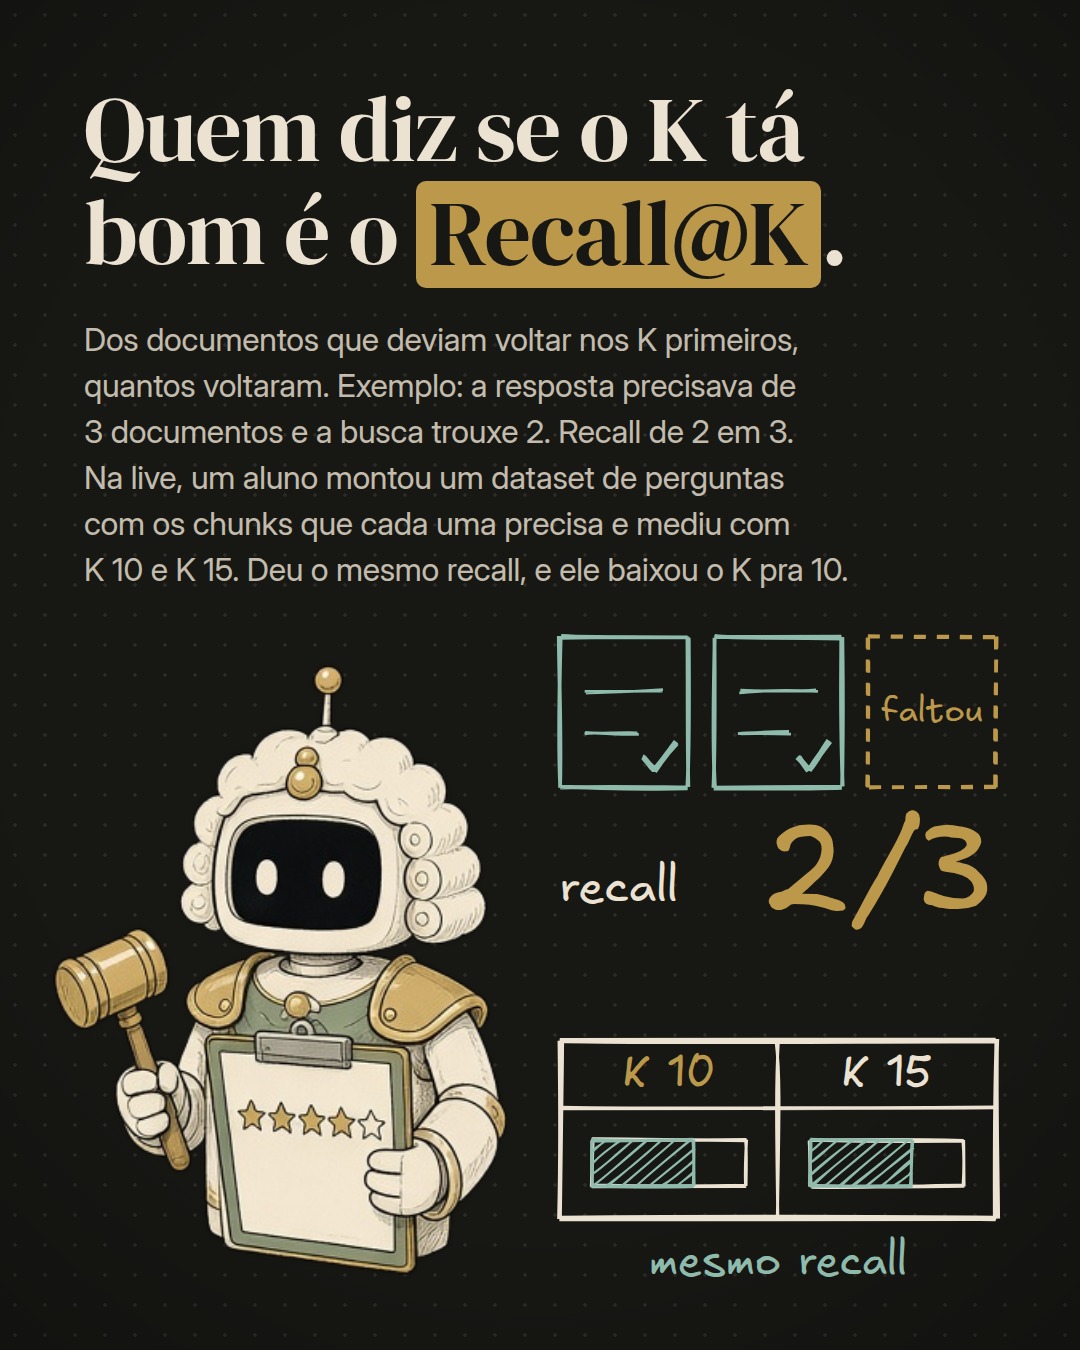 Quem diz se o K tá
bom é o Recall@K.
Dos documentos que deviam voltar nos K primeiros,
quantos voltaram. Exemplo: a resposta precisava de
3 documentos e a busca trouxe 2. Recall de 2 em 3.
Na live, um aluno montou um dataset de perguntas
com os chunks que cada uma precisa e mediu com
K 10 e K 15. Deu o mesmo recall, e ele baixou o K pra 10.
faltou
recall 2/3
K 10 K 15
mesmo recall